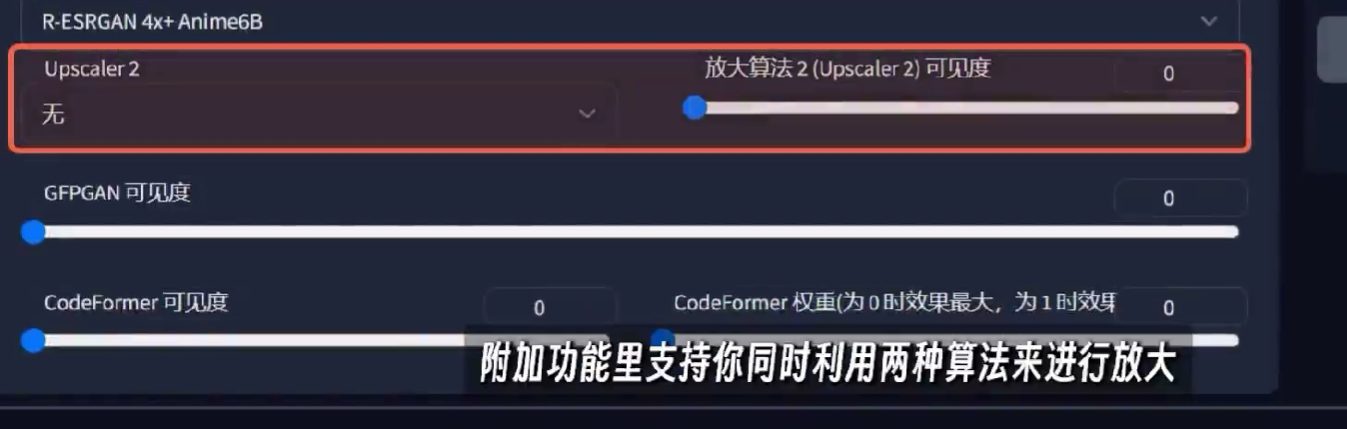 R-ESRGAN 4x+ Anime6B
Upscaler 2
放大算法 2 (Upscaler 2) 可见度
0
无
GFPGAN 可见度
0
CodeFormer 可见度
0
CodeFormer 权重(为 0 时效果最大，为 1 时效果
0
附加功能里支持你同时利用两种算法来进行放大